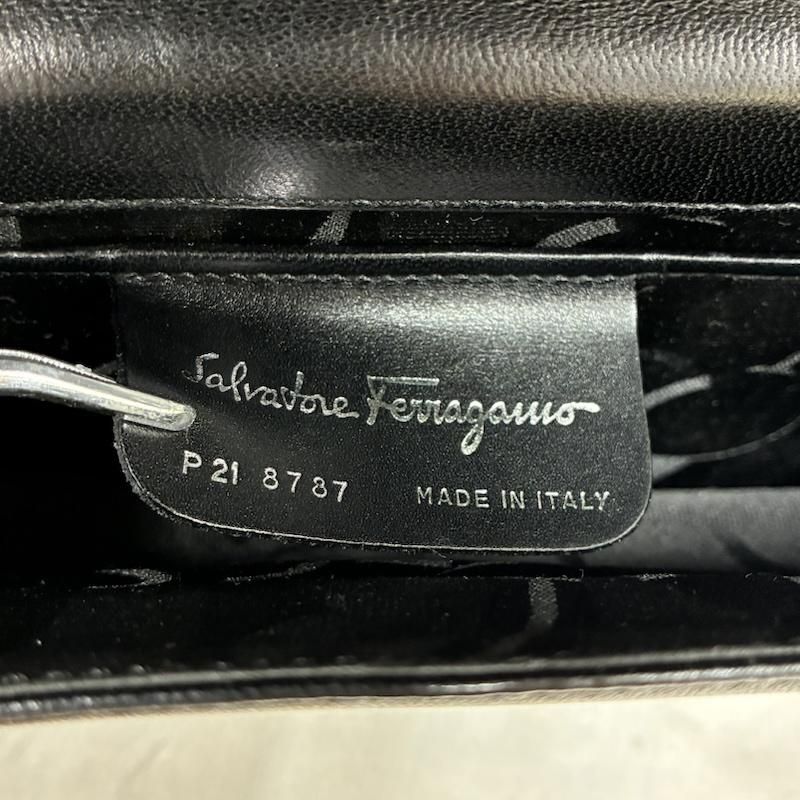 Salvatore Ferragamo
P 21 8787 MADE IN ITALY